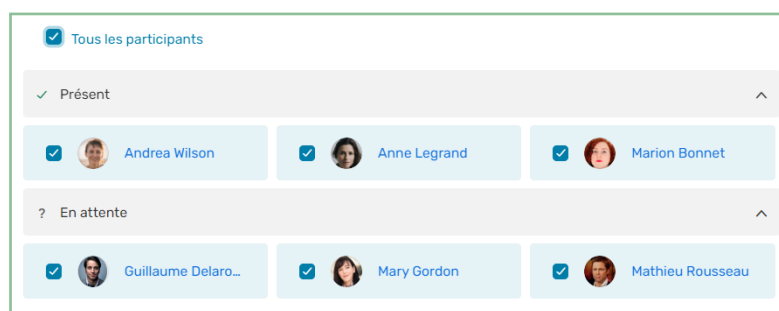 Tous les participants
Présent
Andrea Wilson
Anne Legrand
Marion Bonnet
? En attente
Guillaume Delaro...
Mary Gordon
Mathieu Rousseau